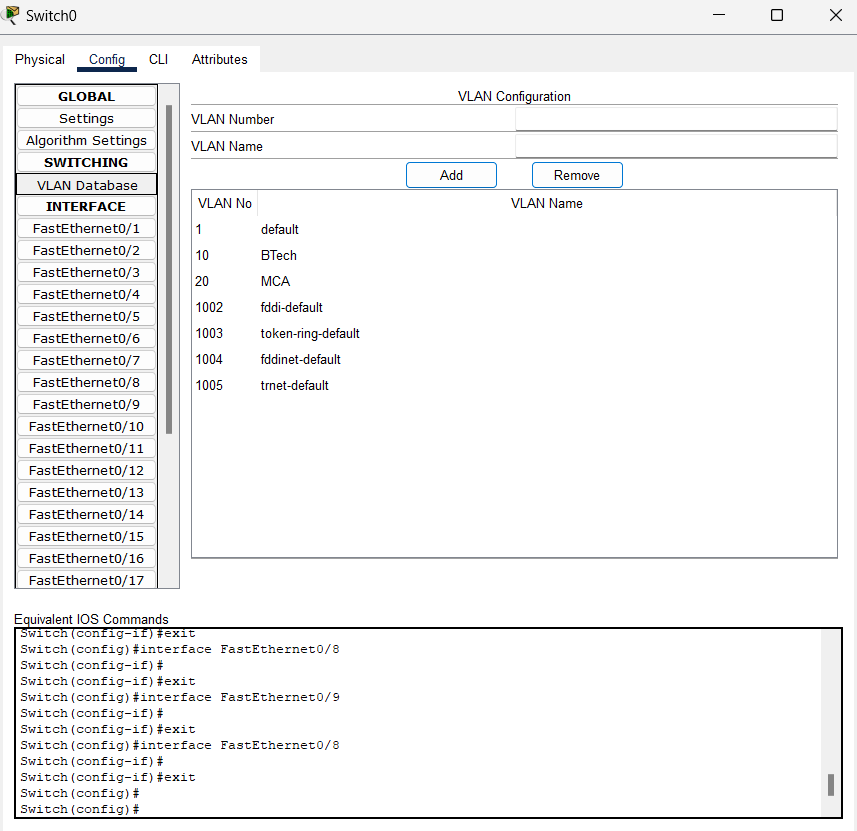 Switch0
Physical Config CLI Attributes
GLOBAL
Settings
Algorithm Settings
SWITCHING
VLAN Database
INTERFACE
FastEthernet0/1
FastEthernet0/2
FastEthernet0/3
FastEthernet0/4
FastEthernet0/5
FastEthernet0/6
FastEthernet0/7
FastEthernet0/8
FastEthernet0/9
FastEthernet0/10
FastEthernet0/11
FastEthernet0/12
FastEthernet0/13
FastEthernet0/14
FastEthernet0/15
FastEthernet0/16
FastEthernet0/17
VLAN Configuration
VLAN Number
VLAN Name
Add Remove
VLAN No VLAN Name
1 default
10 BTech
20 MCA
1002 fddi-default
1003 token-ring-default
1004 fddinet-default
1005 trnet-default
Equivalent IOS Commands
Switch(config-if)#exit
Switch(config)#interface FastEthernet0/8
Switch(config-if)#
Switch(config-if)#exit
Switch(config)#interface FastEthernet0/9
Switch(config-if)#
Switch(config-if)#exit
Switch(config)#interface FastEthernet0/8
Switch(config-if)#
Switch(config-if)#exit
Switch(config)#
Switch(config)#